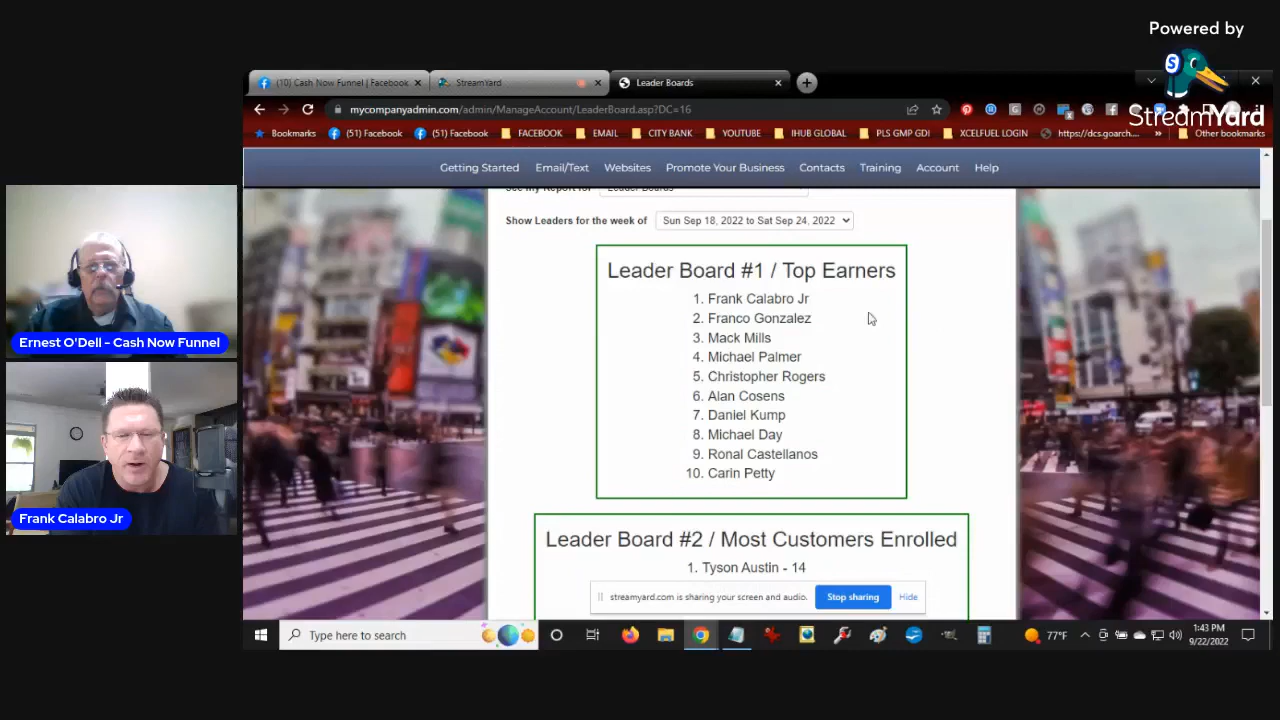 Powered by
S
StreamYard
(10) Cash Now Funnel | Facebook
StreamYard
Leader Boards
mycompanyadmin.com/admin/ManageAccount/LeaderBoard.asp?DC=16
Bookmarks
(51) Facebook
(51) Facebook
FACEBOOK
EMAIL
CITY BANK
YOUTUBE
IHUB GLOBAL
PLS GMP GDI
XCELFUEL LOGIN
https://dcs.goarch....
Other bookmarks
Getting Started Email/Text Websites Promote Your Business Contacts Training Account Help
Show Leaders for the week of Sun Sep 18, 2022 to Sat Sep 24, 2022
Leader Board #1 / Top Earners
1. Frank Calabro Jr
2. Franco Gonzalez
3. Mack Mills
4. Michael Palmer
5. Christopher Rogers
6. Alan Cosens
7. Daniel Kump
8. Michael Day
9. Ronal Castellanos
10. Carin Petty
Leader Board #2 / Most Customers Enrolled
1. Tyson Austin - 14
streamyard.com is sharing your screen and audio.
Stop sharing
Hide
Ernest O'Dell - Cash Now Funnel
Frank Calabro Jr
Type here to search
77°F
1:43 PM
9/22/2022